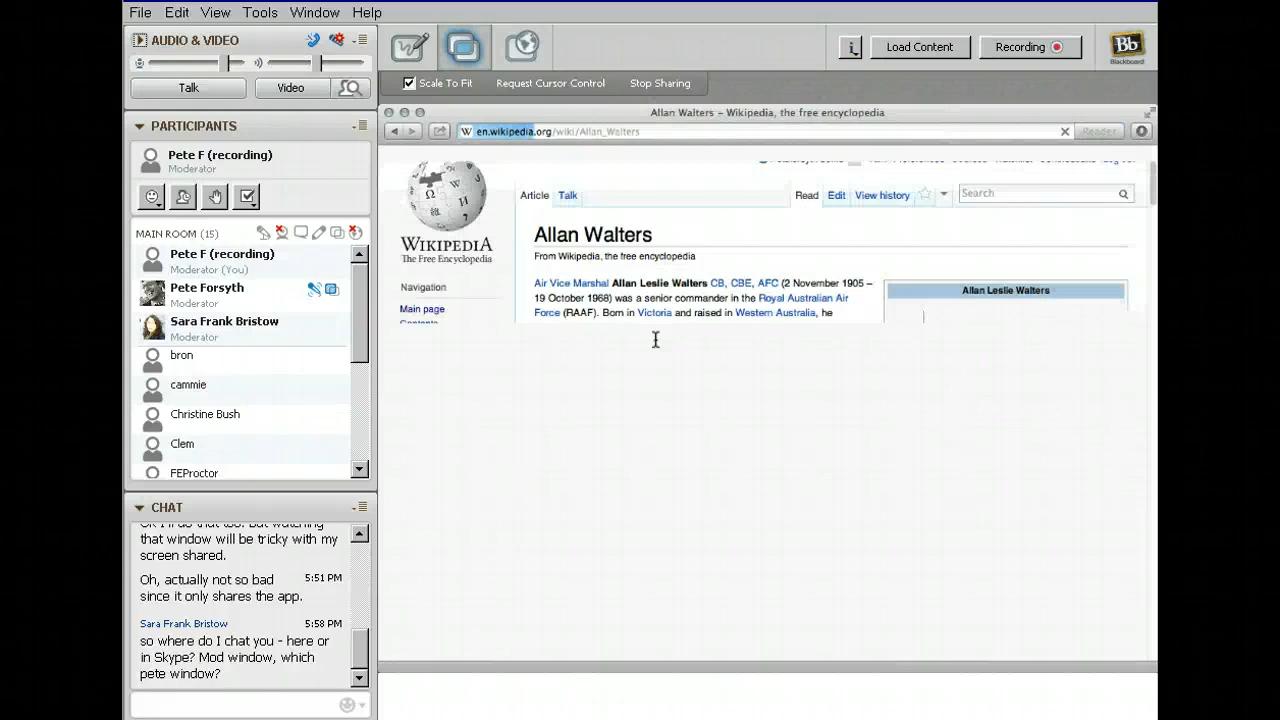 File Edit View Tools Window Help
AUDIO & VIDEO
Talk
Video
Load Content
Recording
Bb
Blackboard
Scale To Fit
Request Cursor Control
Stop Sharing
PARTICIPANTS
Pete F (recording)
Moderator
MAIN ROOM (15)
Pete F (recording)
Moderator (You)
Pete Forsyth
Moderator
Sara Frank Bristow
Moderator
bron
cammie
Christine Bush
Clem
FEProctor
CHAT
that window will be tricky with my
screen shared.
Oh, actually not so bad 5:51 PM
since it only shares the app.
Sara Frank Bristow 5:58 PM
so where do I chat you - here or
in Skype? Mod window, which
pete window?
Allan Walters – Wikipedia, the free encyclopedia
W en.wikipedia.org/wiki/Allan_Walters
Reader
WIKIPEDIA
The Free Encyclopedia
Navigation
Main page
Contents
Article Talk
Read Edit View history
Search
Allan Walters
From Wikipedia, the free encyclopedia
Air Vice Marshal Allan Leslie Walters CB, CBE, AFC (2 November 1905 –
19 October 1968) was a senior commander in the Royal Australian Air
Force (RAAF). Born in Victoria and raised in Western Australia, he
Allan Leslie Walters